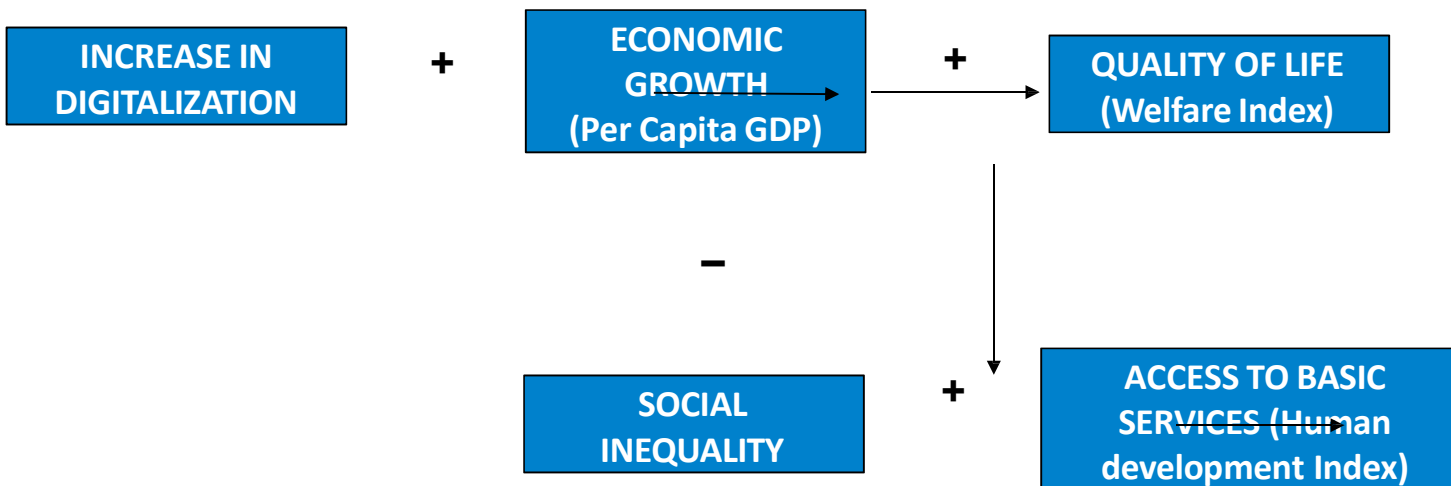 INCREASE IN
DIGITALIZATION
+
ECONOMIC
GROWTH
(Per Capita GDP)
+
QUALITY OF LIFE
(Welfare Index)
–
SOCIAL
INEQUALITY
+
ACCESS TO BASIC
SERVICES (Human
development Index)